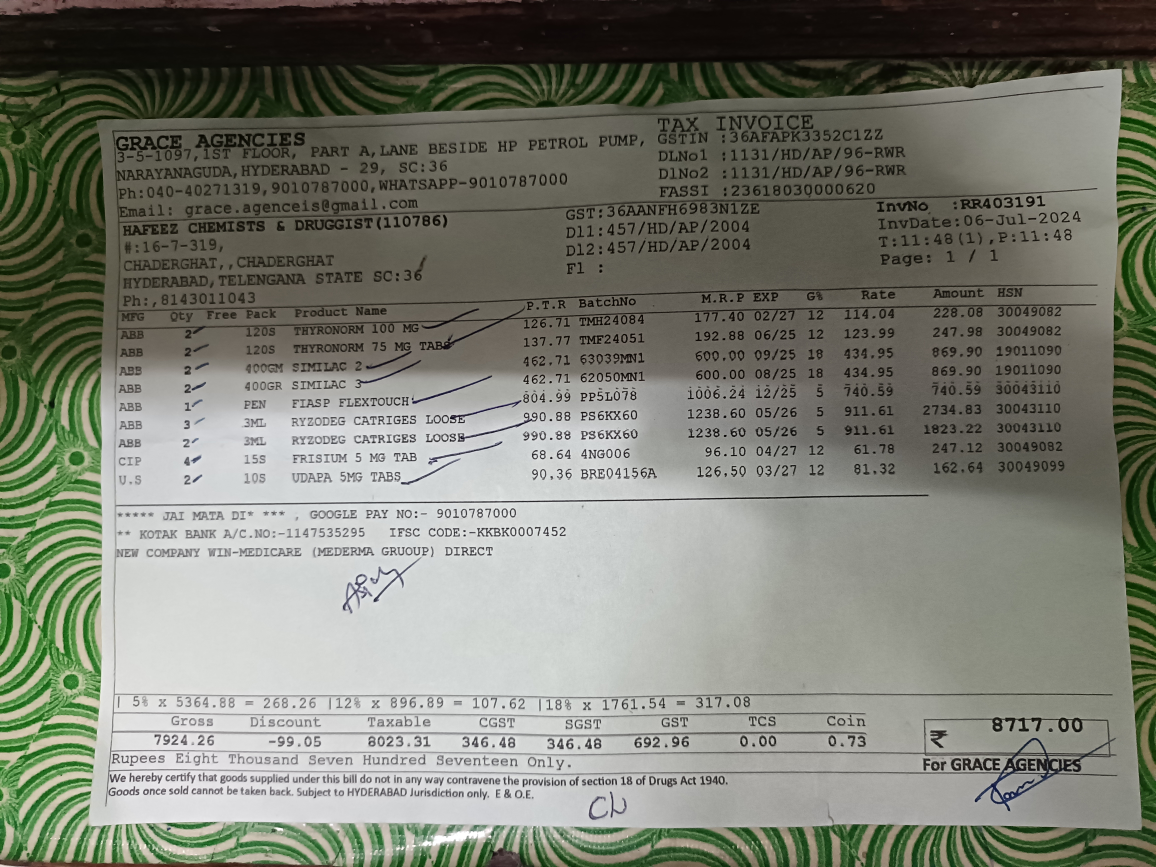 GRACE AGENCIES
3-5-1097,1ST FLOOR, PART A,LANE BESIDE HP PETROL PUMP,
NARAYANAGUDA,HYDERABAD - 29, SC:36
Ph:040-40271319,9010787000,WHATSAPP-9010787000
Email: grace.agenceis@gmail.com
TAX INVOICE
GSTIN :36AFAPK3352C1ZZ
DLNo1 :1131/HD/AP/96-RWR
DlNo2 :1131/HD/AP/96-RWR
FASSI :23618030000620
HAFEEZ CHEMISTS & DRUGGIST(110786)
#:16-7-319,
CHADERGHAT,,CHADERGHAT
HYDERABAD,TELENGANA STATE SC:36
Ph:,8143011043
GST:36AANFH6983N1ZE
Dl1:457/HD/AP/2004
Dl2:457/HD/AP/2004
Fl :
InvNo :RR403191
InvDate:06-Jul-2024
T:11:48(1),P:11:48
Page: 1 / 1
MFG Qty Free Pack Product Name P.T.R BatchNo M.R.P EXP G% Rate Amount HSN
ABB 2 120S THYRONORM 100 MG 126.71 TMH24084 177.40 02/27 12 114.04 228.08 30049082
ABB 2 120S THYRONORM 75 MG TABS 137.77 TMF24051 192.88 06/25 12 123.99 247.98 30049082
ABB 2 400GM SIMILAC 2 462.71 63039MN1 600.00 09/25 18 434.95 869.90 19011090
ABB 2 400GR SIMILAC 3 462.71 62050MN1 600.00 08/25 18 434.95 869.90 19011090
ABB 1 PEN FIASP FLEXTOUCH 804.99 PP5L078 1006.24 12/25 5 740.59 740.59 30043110
ABB 3 3ML RYZODEG CATRIGES LOOSE 990.88 PS6KX60 1238.60 05/26 5 911.61 2734.83 30043110
ABB 2 3ML RYZODEG CATRIGES LOOSE 990.88 PS6KX60 1238.60 05/26 5 911.61 1823.22 30043110
CIP 4 15S FRISIUM 5 MG TAB 68.64 4NG006 96.10 04/27 12 61.78 247.12 30049082
U.S 2 10S UDAPA 5MG TABS 90.36 BRE04156A 126.50 03/27 12 81.32 162.64 30049099
***** JAI MATA DI* *** , GOOGLE PAY NO:- 9010787000
** KOTAK BANK A/C.NO:-1147535295 IFSC CODE:-KKBK0007452
NEW COMPANY WIN-MEDICARE (MEDERMA GRUOUP) DIRECT
| 5% x 5364.88 = 268.26 |12% x 896.89 = 107.62 |18% x 1761.54 = 317.08
Gross Discount Taxable CGST SGST GST TCS Coin
7924.26 -99.05 8023.31 346.48 346.48 692.96 0.00 0.73
₹ 8717.00
Rupees Eight Thousand Seven Hundred Seventeen Only.
For GRACE AGENCIES
We hereby certify that goods supplied under this bill do not in any way contravene the provision of section 18 of Drugs Act 1940.
Goods once sold cannot be taken back. Subject to HYDERABAD Jurisdiction only. E & O.E.